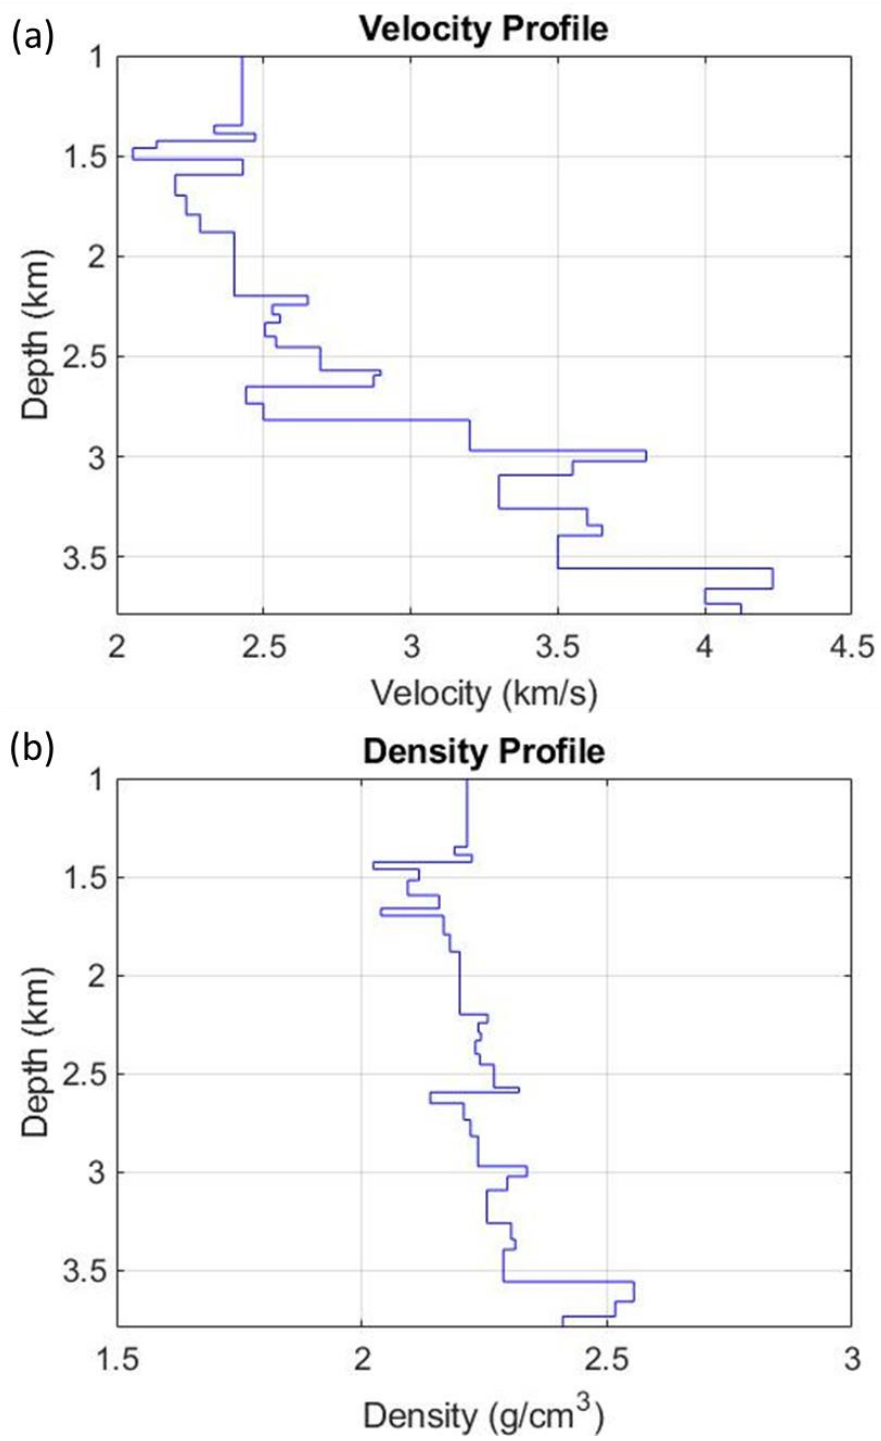 (a)
Velocity Profile
1
1.5
2
2.5
3
3.5
Depth (km)
2 2.5 3 3.5 4 4.5
Velocity (km/s)
(b)
Density Profile
1
1.5
2
2.5
3
3.5
Depth (km)
1.5 2 2.5 3
Density (g/cm³)